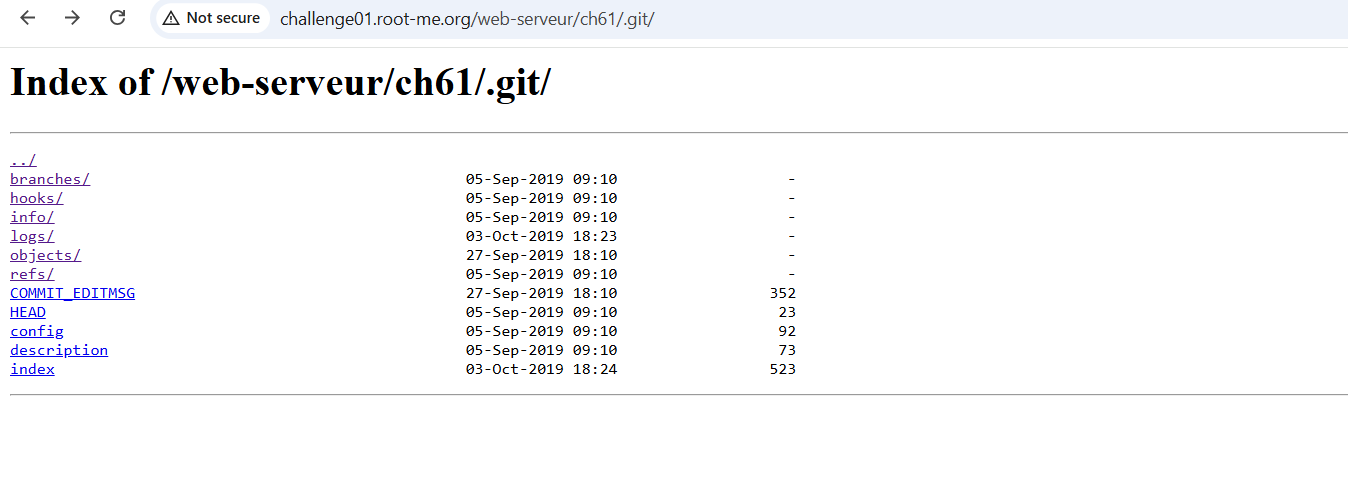 Not secure challenge01.root-me.org/web-serveur/ch61/.git/
Index of /web-serveur/ch61/.git/
../
branches/ 05-Sep-2019 09:10 -
hooks/ 05-Sep-2019 09:10 -
info/ 05-Sep-2019 09:10 -
logs/ 03-Oct-2019 18:23 -
objects/ 27-Sep-2019 18:10 -
refs/ 05-Sep-2019 09:10 -
COMMIT_EDITMSG 27-Sep-2019 18:10 352
HEAD 05-Sep-2019 09:10 23
config 05-Sep-2019 09:10 92
description 05-Sep-2019 09:10 73
index 03-Oct-2019 18:24 523